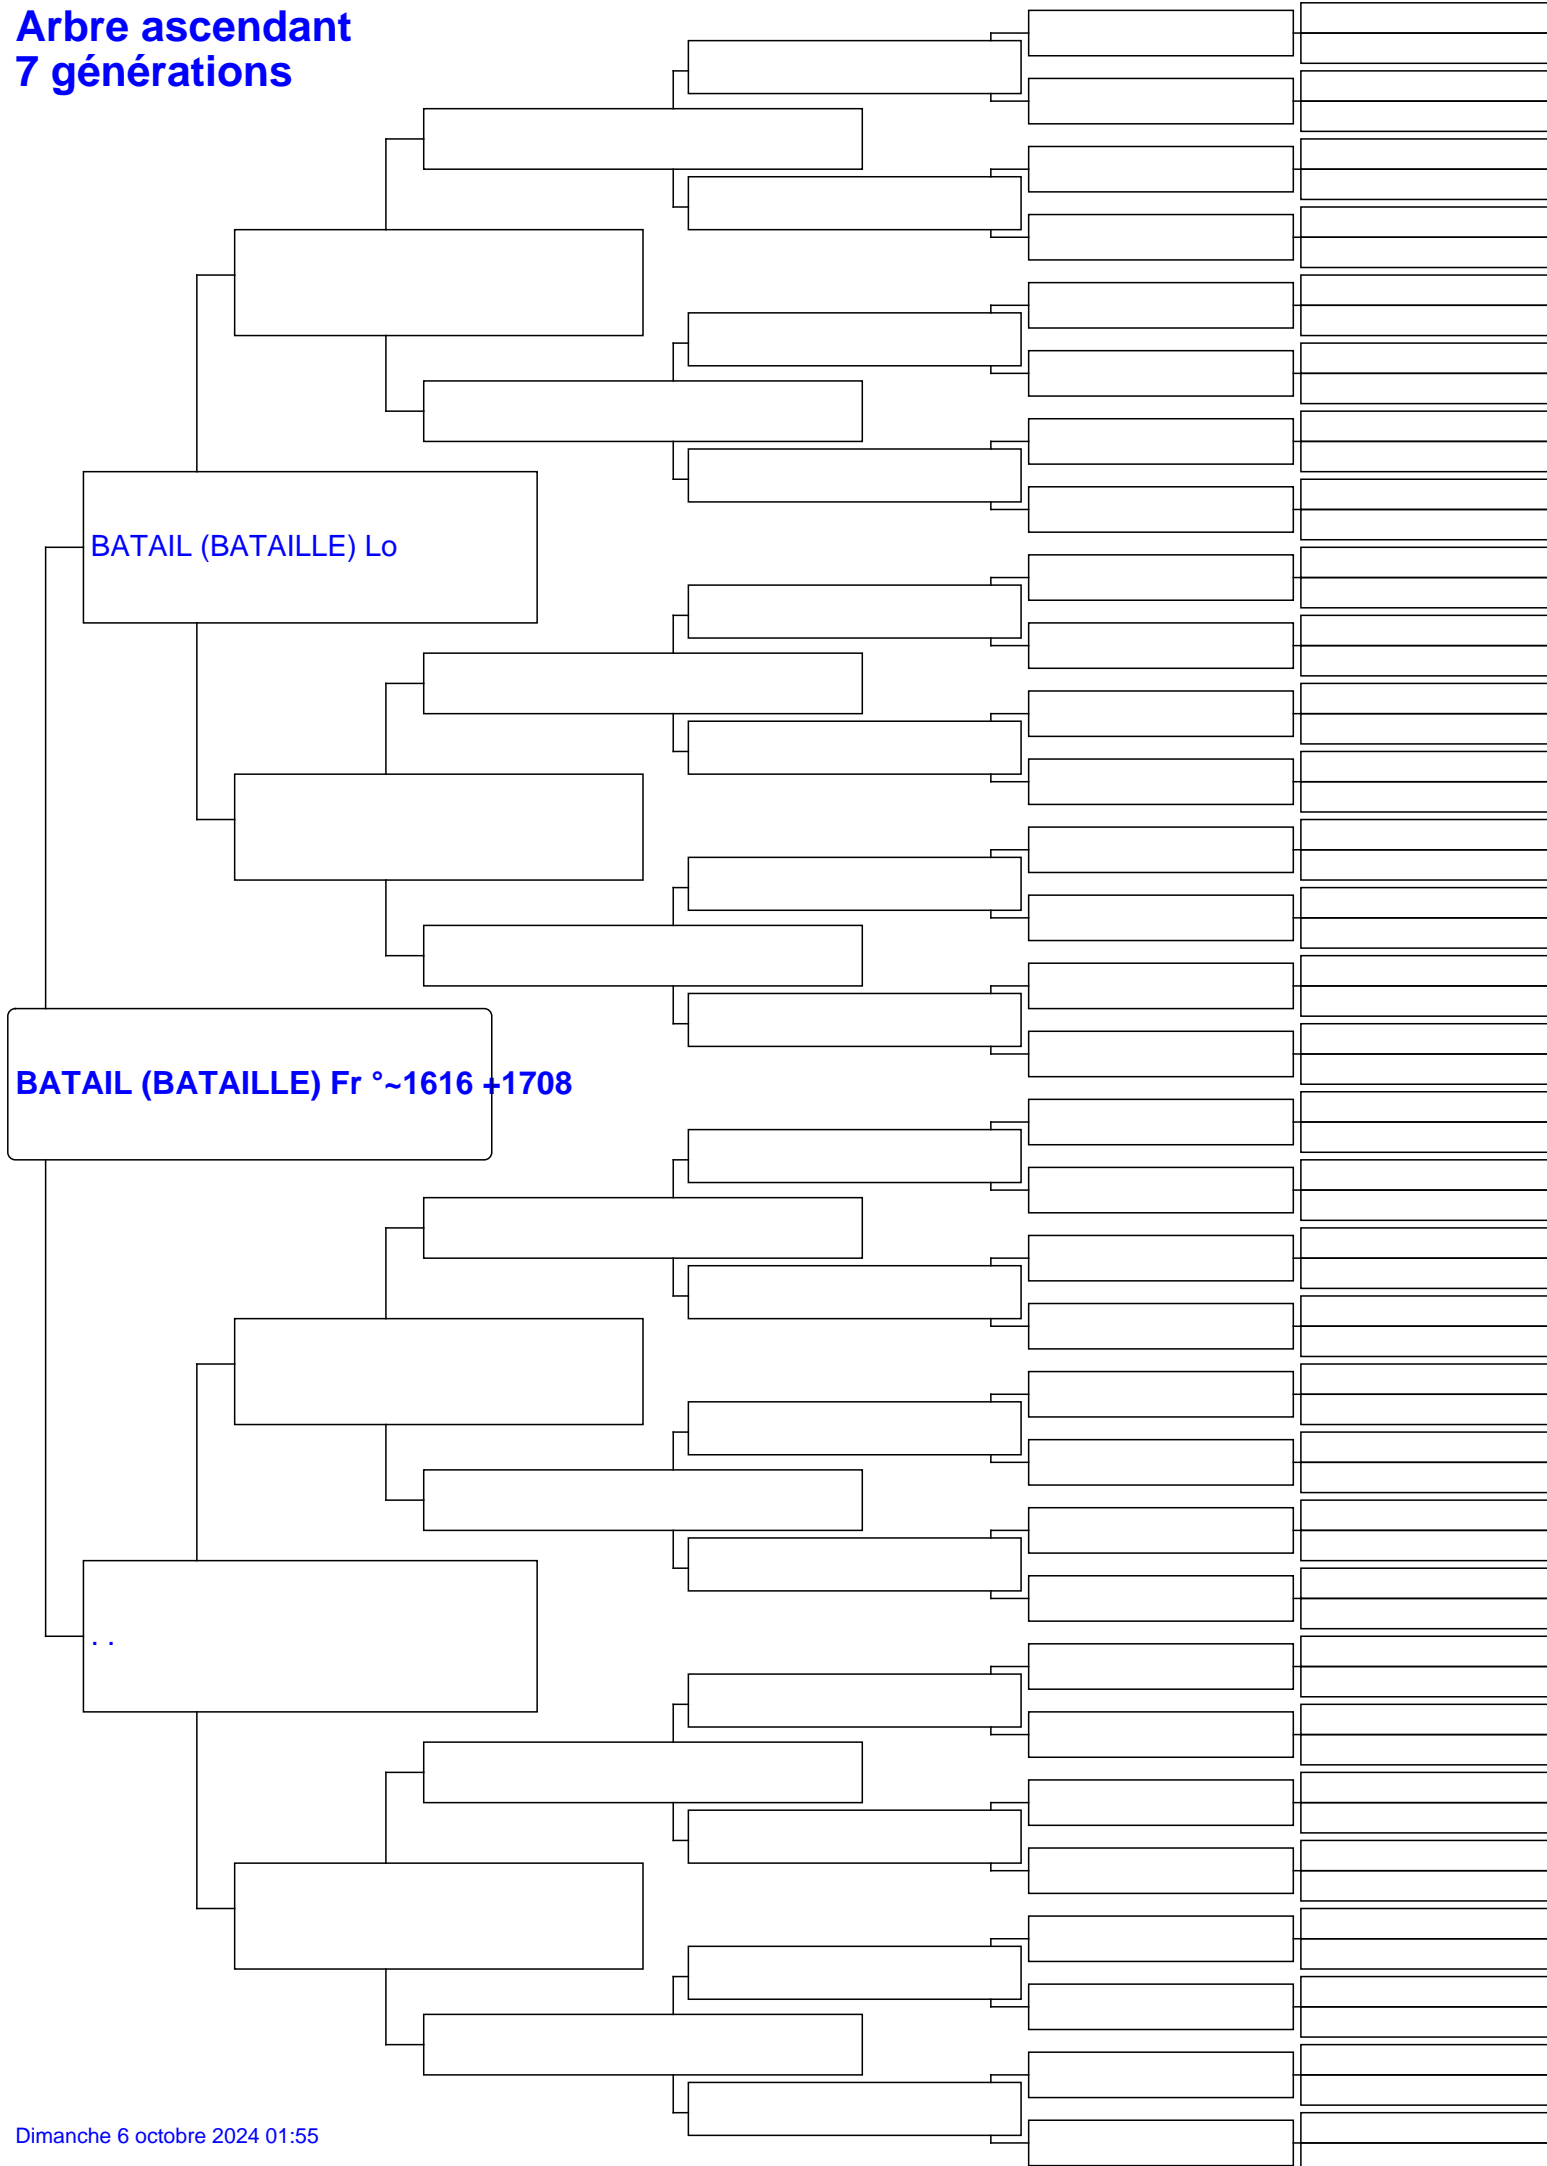 Arbre ascendant
7 générations
BATAIL (BATAILLE) Lo
BATAIL (BATAILLE) Fr °~1616 +1708
. .
Dimanche 6 octobre 2024 01:55